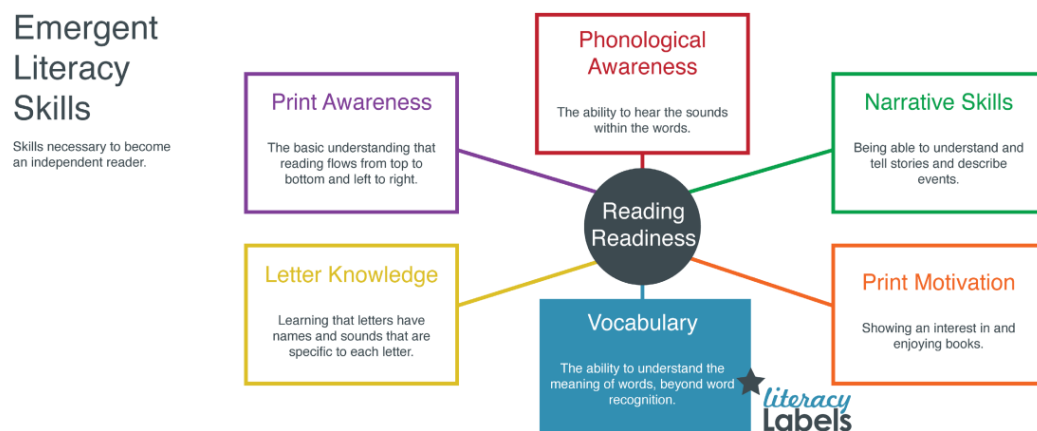 Emergent
Literacy
Skills
Skills necessary to become
an independent reader.
Phonological
Awareness
The ability to hear the sounds
within the words.
Print Awareness
The basic understanding that
reading flows from top to
bottom and left to right.
Narrative Skills
Being able to understand and
tell stories and describe
events.
Reading
Readiness
Letter Knowledge
Learning that letters have
names and sounds that are
specific to each letter.
Vocabulary
The ability to understand the
meaning of words, beyond word
recognition.
Print Motivation
Showing an interest in and
enjoying books.
literacy
Labels